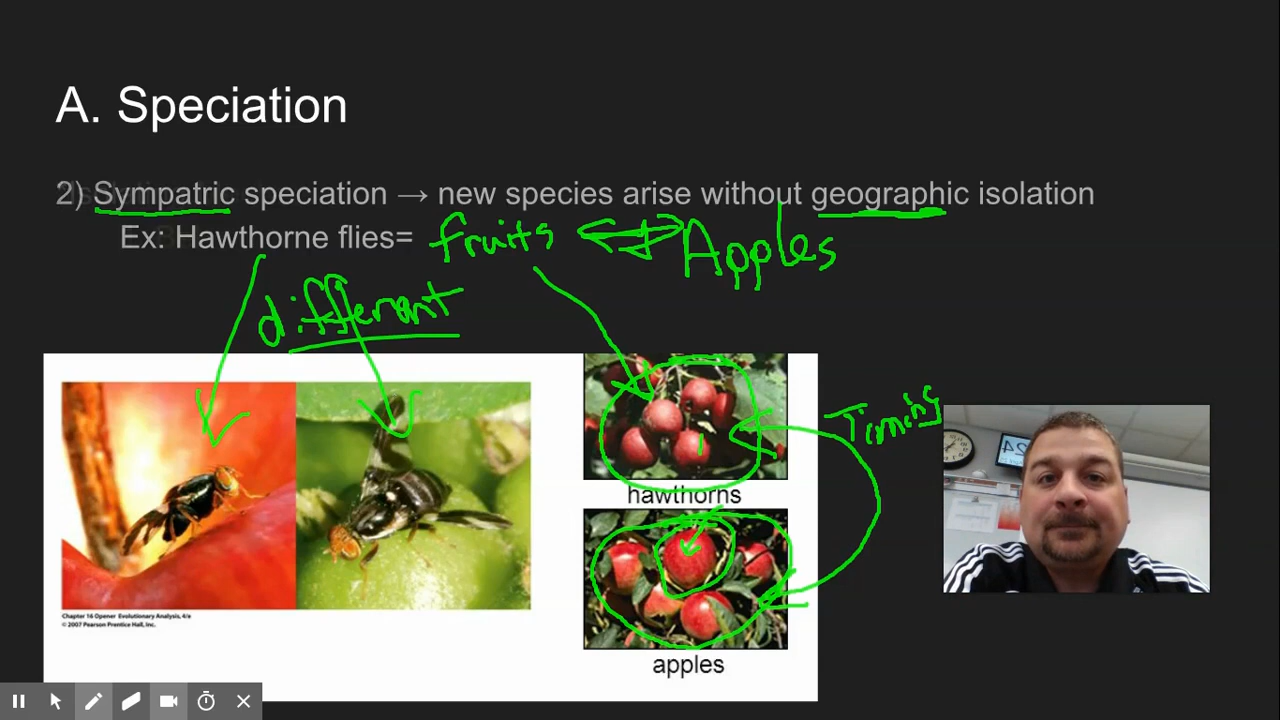 A. Speciation
2) Sympatric speciation → new species arise without geographic isolation
Ex: Hawthorne flies= fruits Apples
different
Timing
hawthorns
apples
Chapter 16 Opener Evolutionary Analysis, 4/e
© 2007 Pearson Prentice Hall, Inc.
24